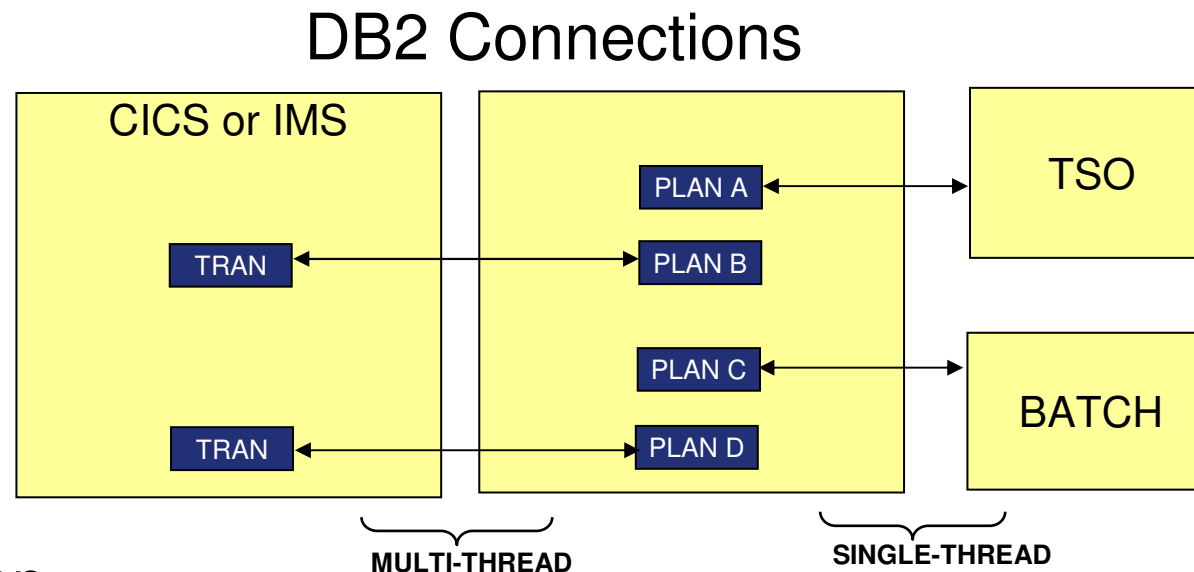 DB2 Connections
CICS or IMS
TRAN
TRAN
PLAN A
PLAN B
PLAN C
PLAN D
TSO
BATCH
MULTI-THREAD
SINGLE-THREAD